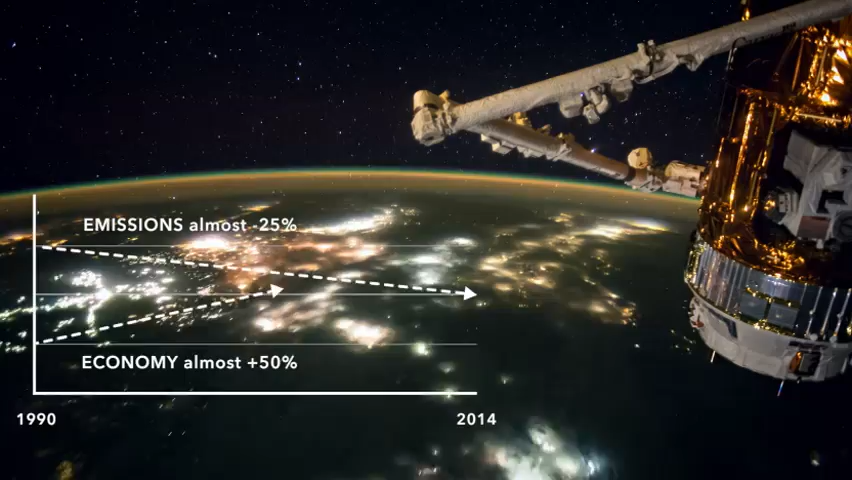 EMISSIONS almost -25%
ECONOMY almost +50%
1990
2014